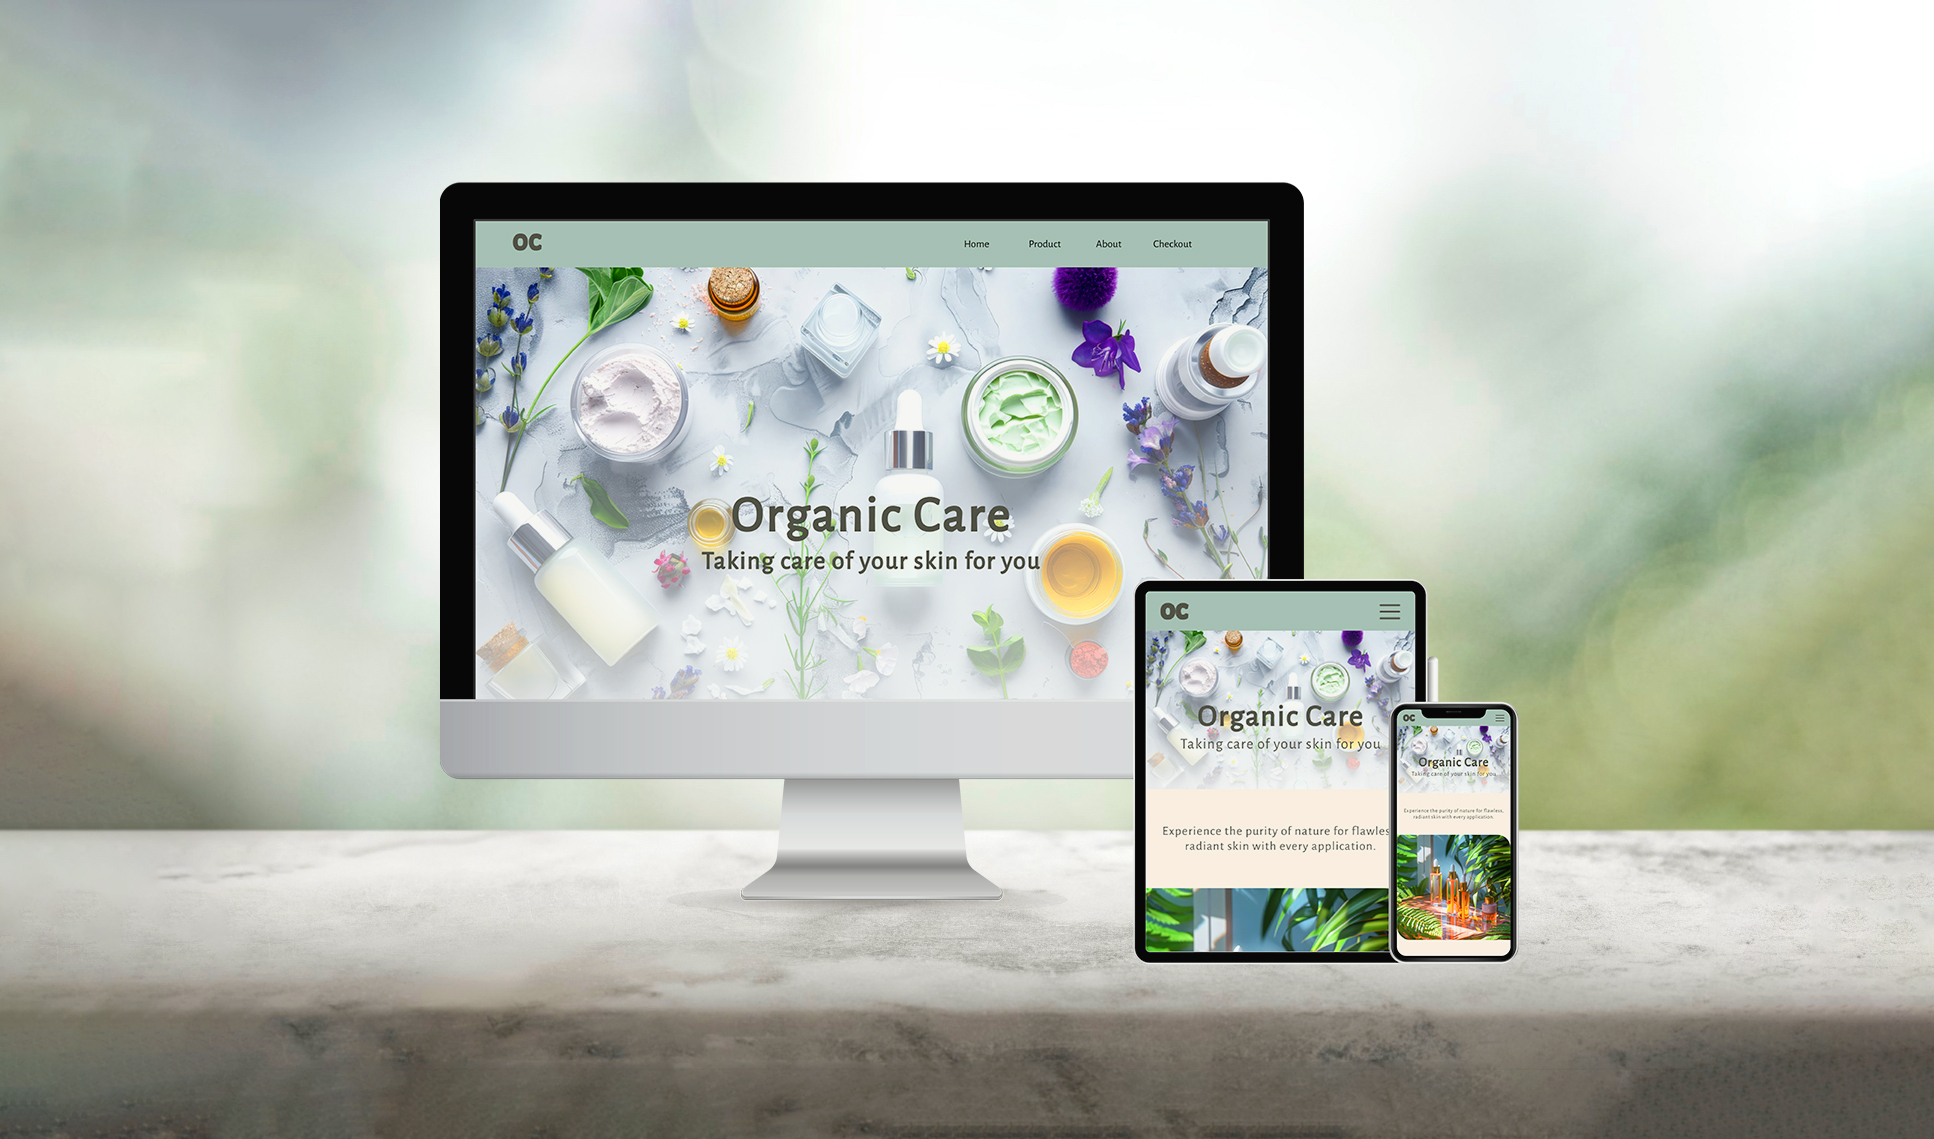 OC
Home Product About Checkout
Organic Care
Taking care of your skin for you
OC
Organic Care
Taking care of your skin for you
Experience the purity of nature for flawles
radiant skin with every application.
OC
Organic Care
Taking care of your skin for you
Experience the purity of nature for flawless,
radiant skin with every application.